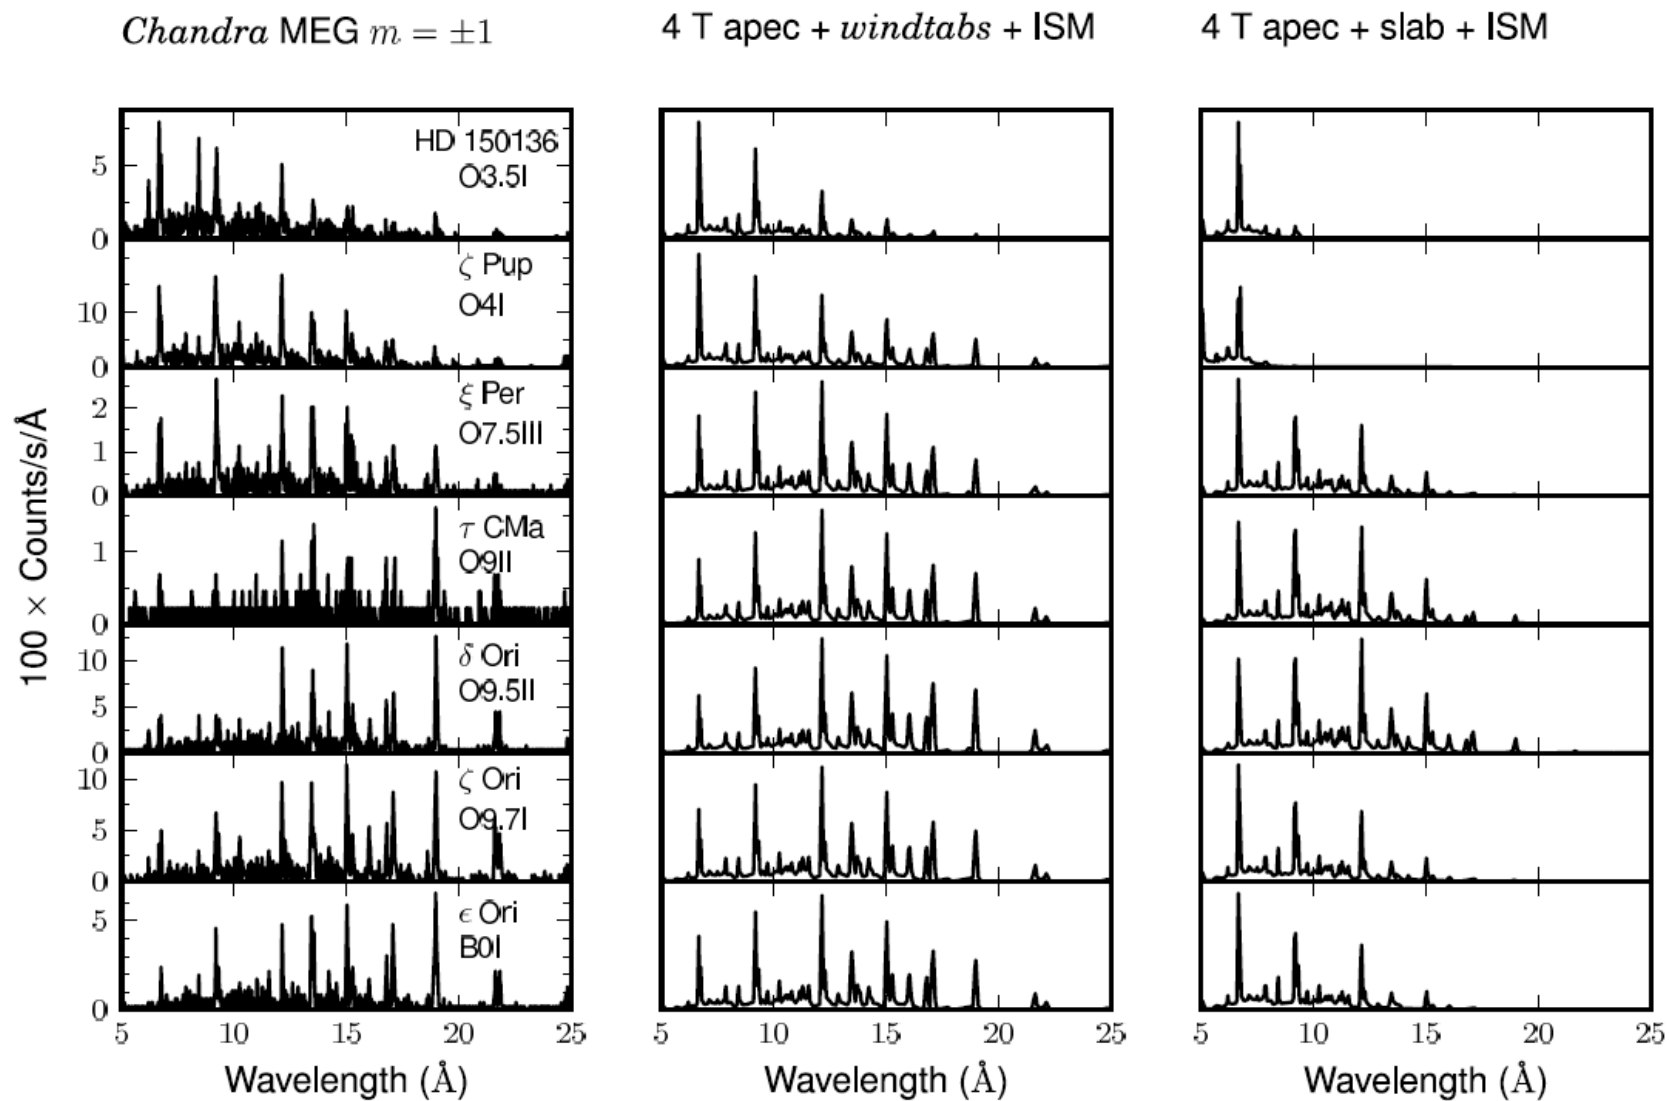 Chandra MEG m = ±1
4 T apec + windtabs + ISM
4 T apec + slab + ISM
100 × Counts/s/Å
HD 150136
O3.5I
5
0
ζ Pup
O4I
10
0
ξ Per
O7.5III
2
1
0
τ CMa
O9II
1
0
δ Ori
O9.5II
10
5
0
ζ Ori
O9.7I
10
5
0
ϵ Ori
B0I
5
0
5 10 15 20 25
5 10 15 20 25
5 10 15 20 25
Wavelength (Å)
Wavelength (Å)
Wavelength (Å)